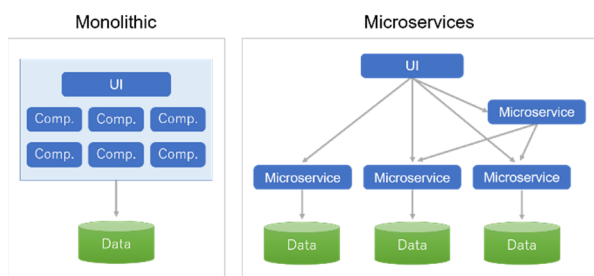 Monolithic
UI
Comp. Comp. Comp.
Comp. Comp. Comp.
Data
Microservices
UI
Microservice
Microservice Microservice Microservice
Data Data Data